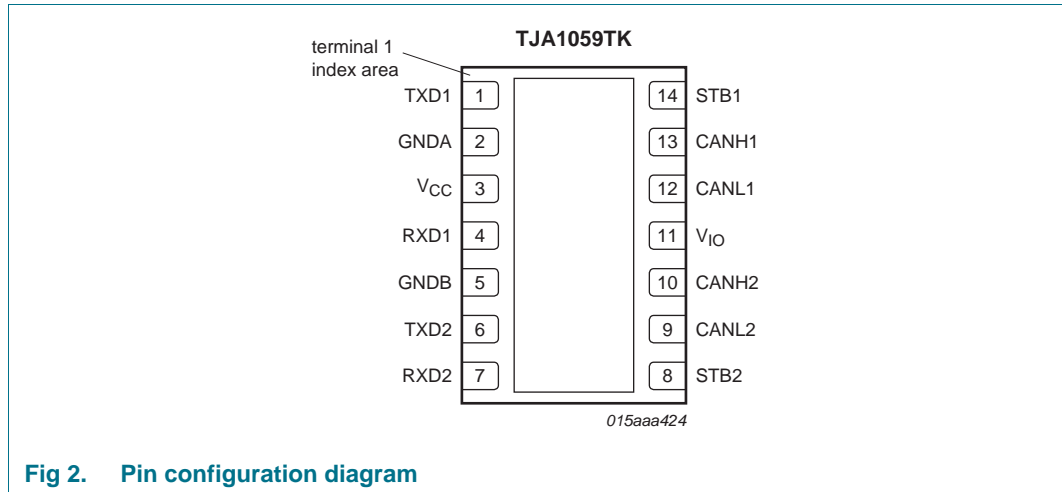 TJA1059TK
terminal 1
index area
TXD1 1 14 STB1
GNDA 2 13 CANH1
VCC 3 12 CANL1
RXD1 4 11 VIO
GNDB 5 10 CANH2
TXD2 6 9 CANL2
RXD2 7 8 STB2
015aaa424
Fig 2. Pin configuration diagram